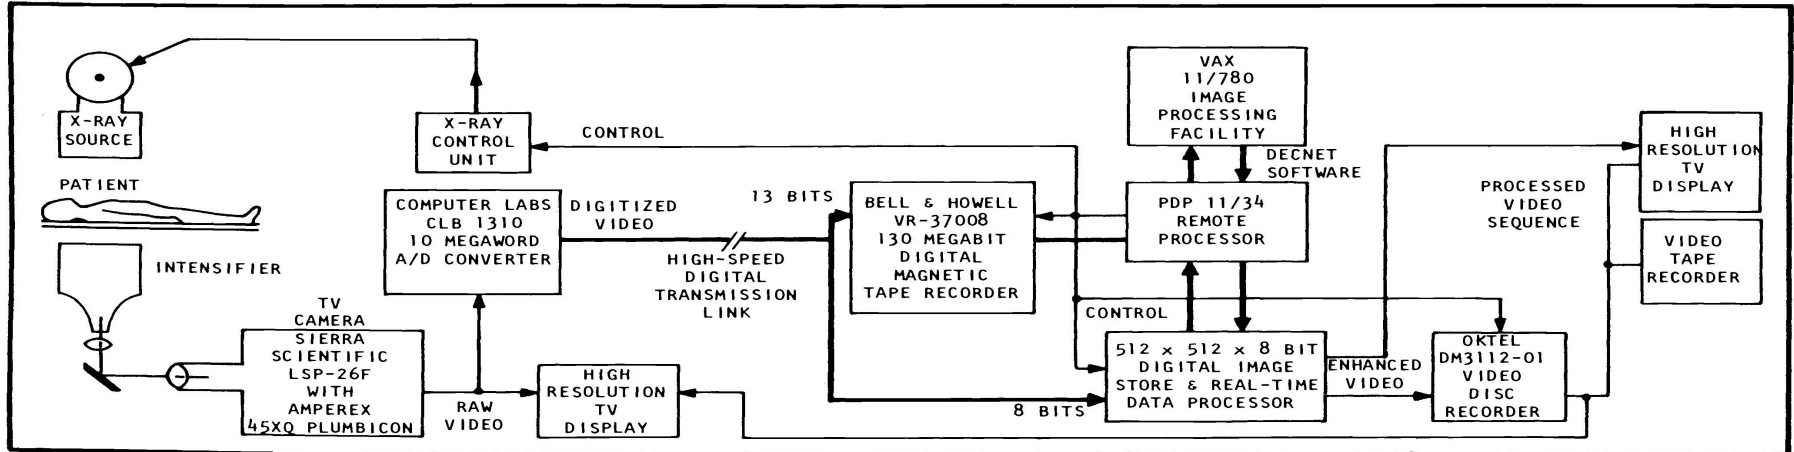 X-RAY
SOURCE
PATIENT
INTENSIFIER
TV
CAMERA
SIERRA
SCIENTIFIC
LSP-26F
WITH
AMPEREX
45XQ PLUMBICON
X-RAY
CONTROL
UNIT
CONTROL
COMPUTER LABS
CLB 1310
10 MEGAWORD
A/D CONVERTER
DIGITIZED
VIDEO
RAW
VIDEO
HIGH
RESOLUTION
TV
DISPLAY
HIGH-SPEED
DIGITAL
TRANSMISSION
LINK
13 BITS
8 BITS
BELL & HOWELL
VR-37008
130 MEGABIT
DIGITAL
MAGNETIC
TAPE RECORDER
VAX
11/780
IMAGE
PROCESSING
FACILITY
DECNET
SOFTWARE
PDP 11/34
REMOTE
PROCESSOR
CONTROL
512 x 512 x 8 BIT
DIGITAL IMAGE
STORE & REAL-TIME
DATA PROCESSOR
ENHANCED
VIDEO
OKTEL
DM3112-01
VIDEO
DISC
RECORDER
PROCESSED
VIDEO
SEQUENCE
HIGH
RESOLUTION
TV
DISPLAY
VIDEO
TAPE
RECORDER